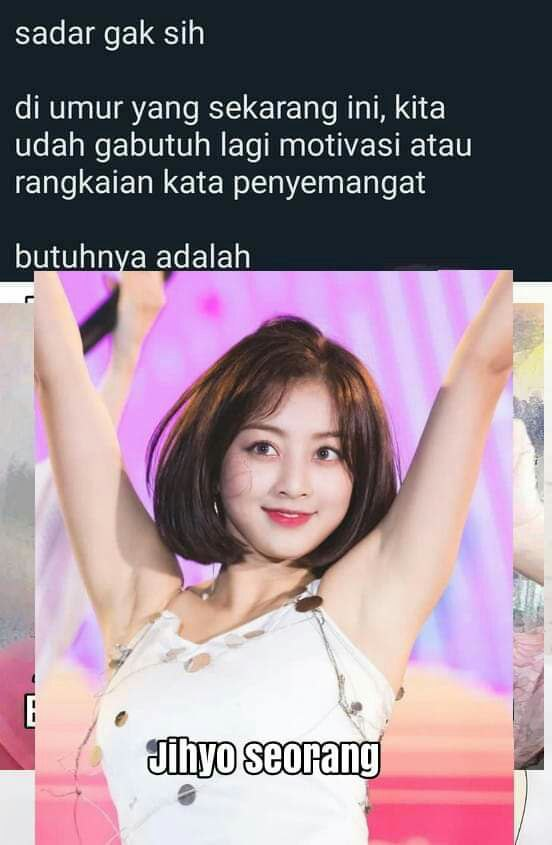 sadar gak sih
di umur yang sekarang ini, kita
udah gabutuh lagi motivasi atau
rangkaian kata penyemangat
butuhnya adalah
Jihyo seorang